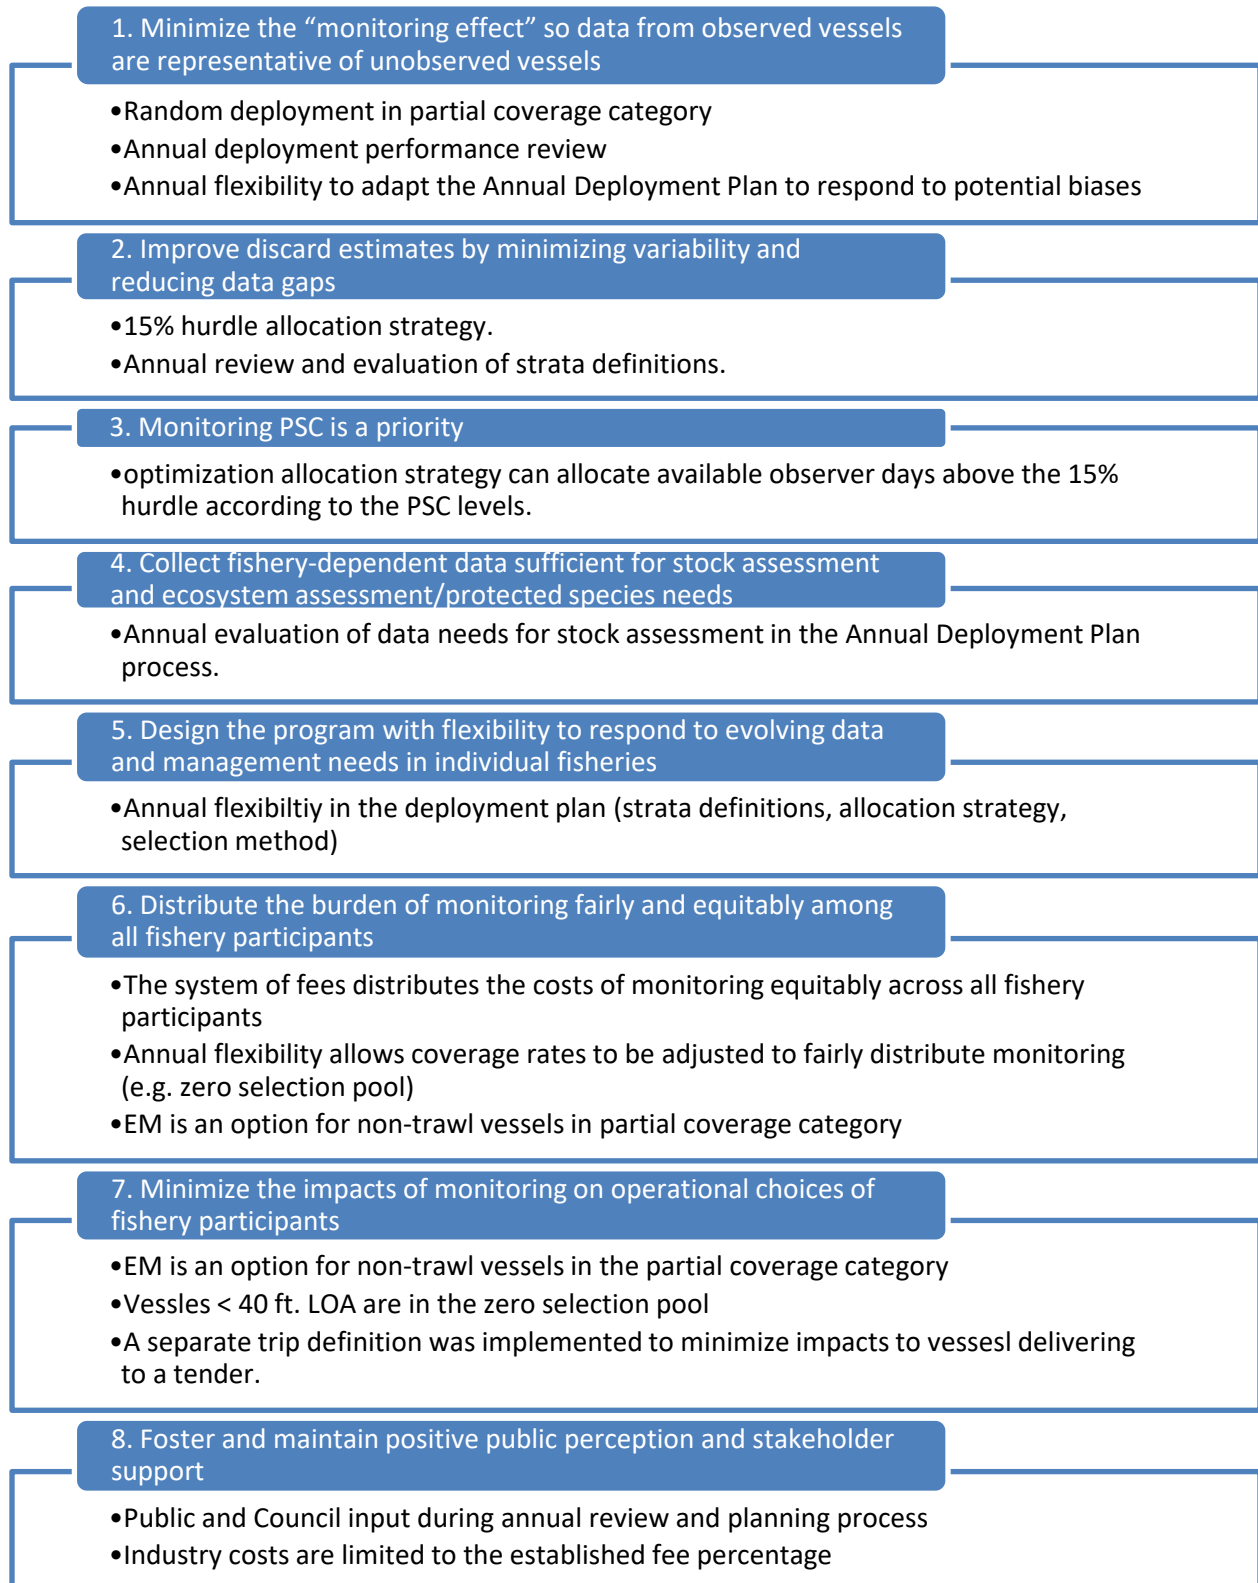 1. Minimize the “monitoring effect” so data from observed vessels
are representative of unobserved vessels
•Random deployment in partial coverage category
•Annual deployment performance review
•Annual flexibility to adapt the Annual Deployment Plan to respond to potential biases
2. Improve discard estimates by minimizing variability and
reducing data gaps
•15% hurdle allocation strategy.
•Annual review and evaluation of strata definitions.
3. Monitoring PSC is a priority
•optimization allocation strategy can allocate available observer days above the 15%
hurdle according to the PSC levels.
4. Collect fishery-dependent data sufficient for stock assessment
and ecosystem assessment/protected species needs
•Annual evaluation of data needs for stock assessment in the Annual Deployment Plan
process.
5. Design the program with flexibility to respond to evolving data
and management needs in individual fisheries
•Annual flexibiltiy in the deployment plan (strata definitions, allocation strategy,
selection method)
6. Distribute the burden of monitoring fairly and equitably among
all fishery participants
•The system of fees distributes the costs of monitoring equitably across all fishery
participants
•Annual flexibility allows coverage rates to be adjusted to fairly distribute monitoring
(e.g. zero selection pool)
•EM is an option for non-trawl vessels in partial coverage category
7. Minimize the impacts of monitoring on operational choices of
fishery participants
•EM is an option for non-trawl vessels in the partial coverage category
•Vessles < 40 ft. LOA are in the zero selection pool
•A separate trip definition was implemented to minimize impacts to vessesl delivering
to a tender.
8. Foster and maintain positive public perception and stakeholder
support
•Public and Council input during annual review and planning process
•Industry costs are limited to the established fee percentage